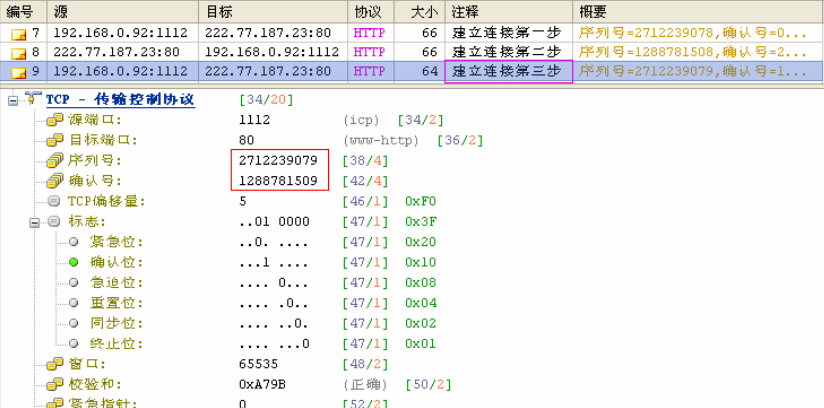 编号 源 目标 协议 大小 注释 概要
7 192.168.0.92:1112 222.77.187.23:80 HTTP 66 建立连接第一步 序列号=2712239078,确认号=0...
8 222.77.187.23:80 192.168.0.92:1112 HTTP 66 建立连接第二步 序列号=1288781508,确认号=2...
9 192.168.0.92:1112 222.77.187.23:80 HTTP 64 建立连接第三步 序列号=2712239079,确认号=1...
TCP - 传输控制协议 [34/20]
源端口: 1112 (icp) [34/2]
目标端口: 80 (www-http) [36/2]
序列号: 2712239079 [38/4]
确认号: 1288781509 [42/4]
TCP偏移量: 5 [46/1] 0xF0
标志: ..01 0000 [47/1] 0x3F
紧急位: ..0. .... [47/1] 0x20
确认位: ...1 .... [47/1] 0x10
急迫位: .... 0... [47/1] 0x08
重置位: .... .0.. [47/1] 0x04
同步位: .... ..0. [47/1] 0x02
终止位: .... ...0 [47/1] 0x01
窗口: 65535 [48/2]
校验和: 0xA79B (正确) [50/2]
紧急指针: 0 [52/2]